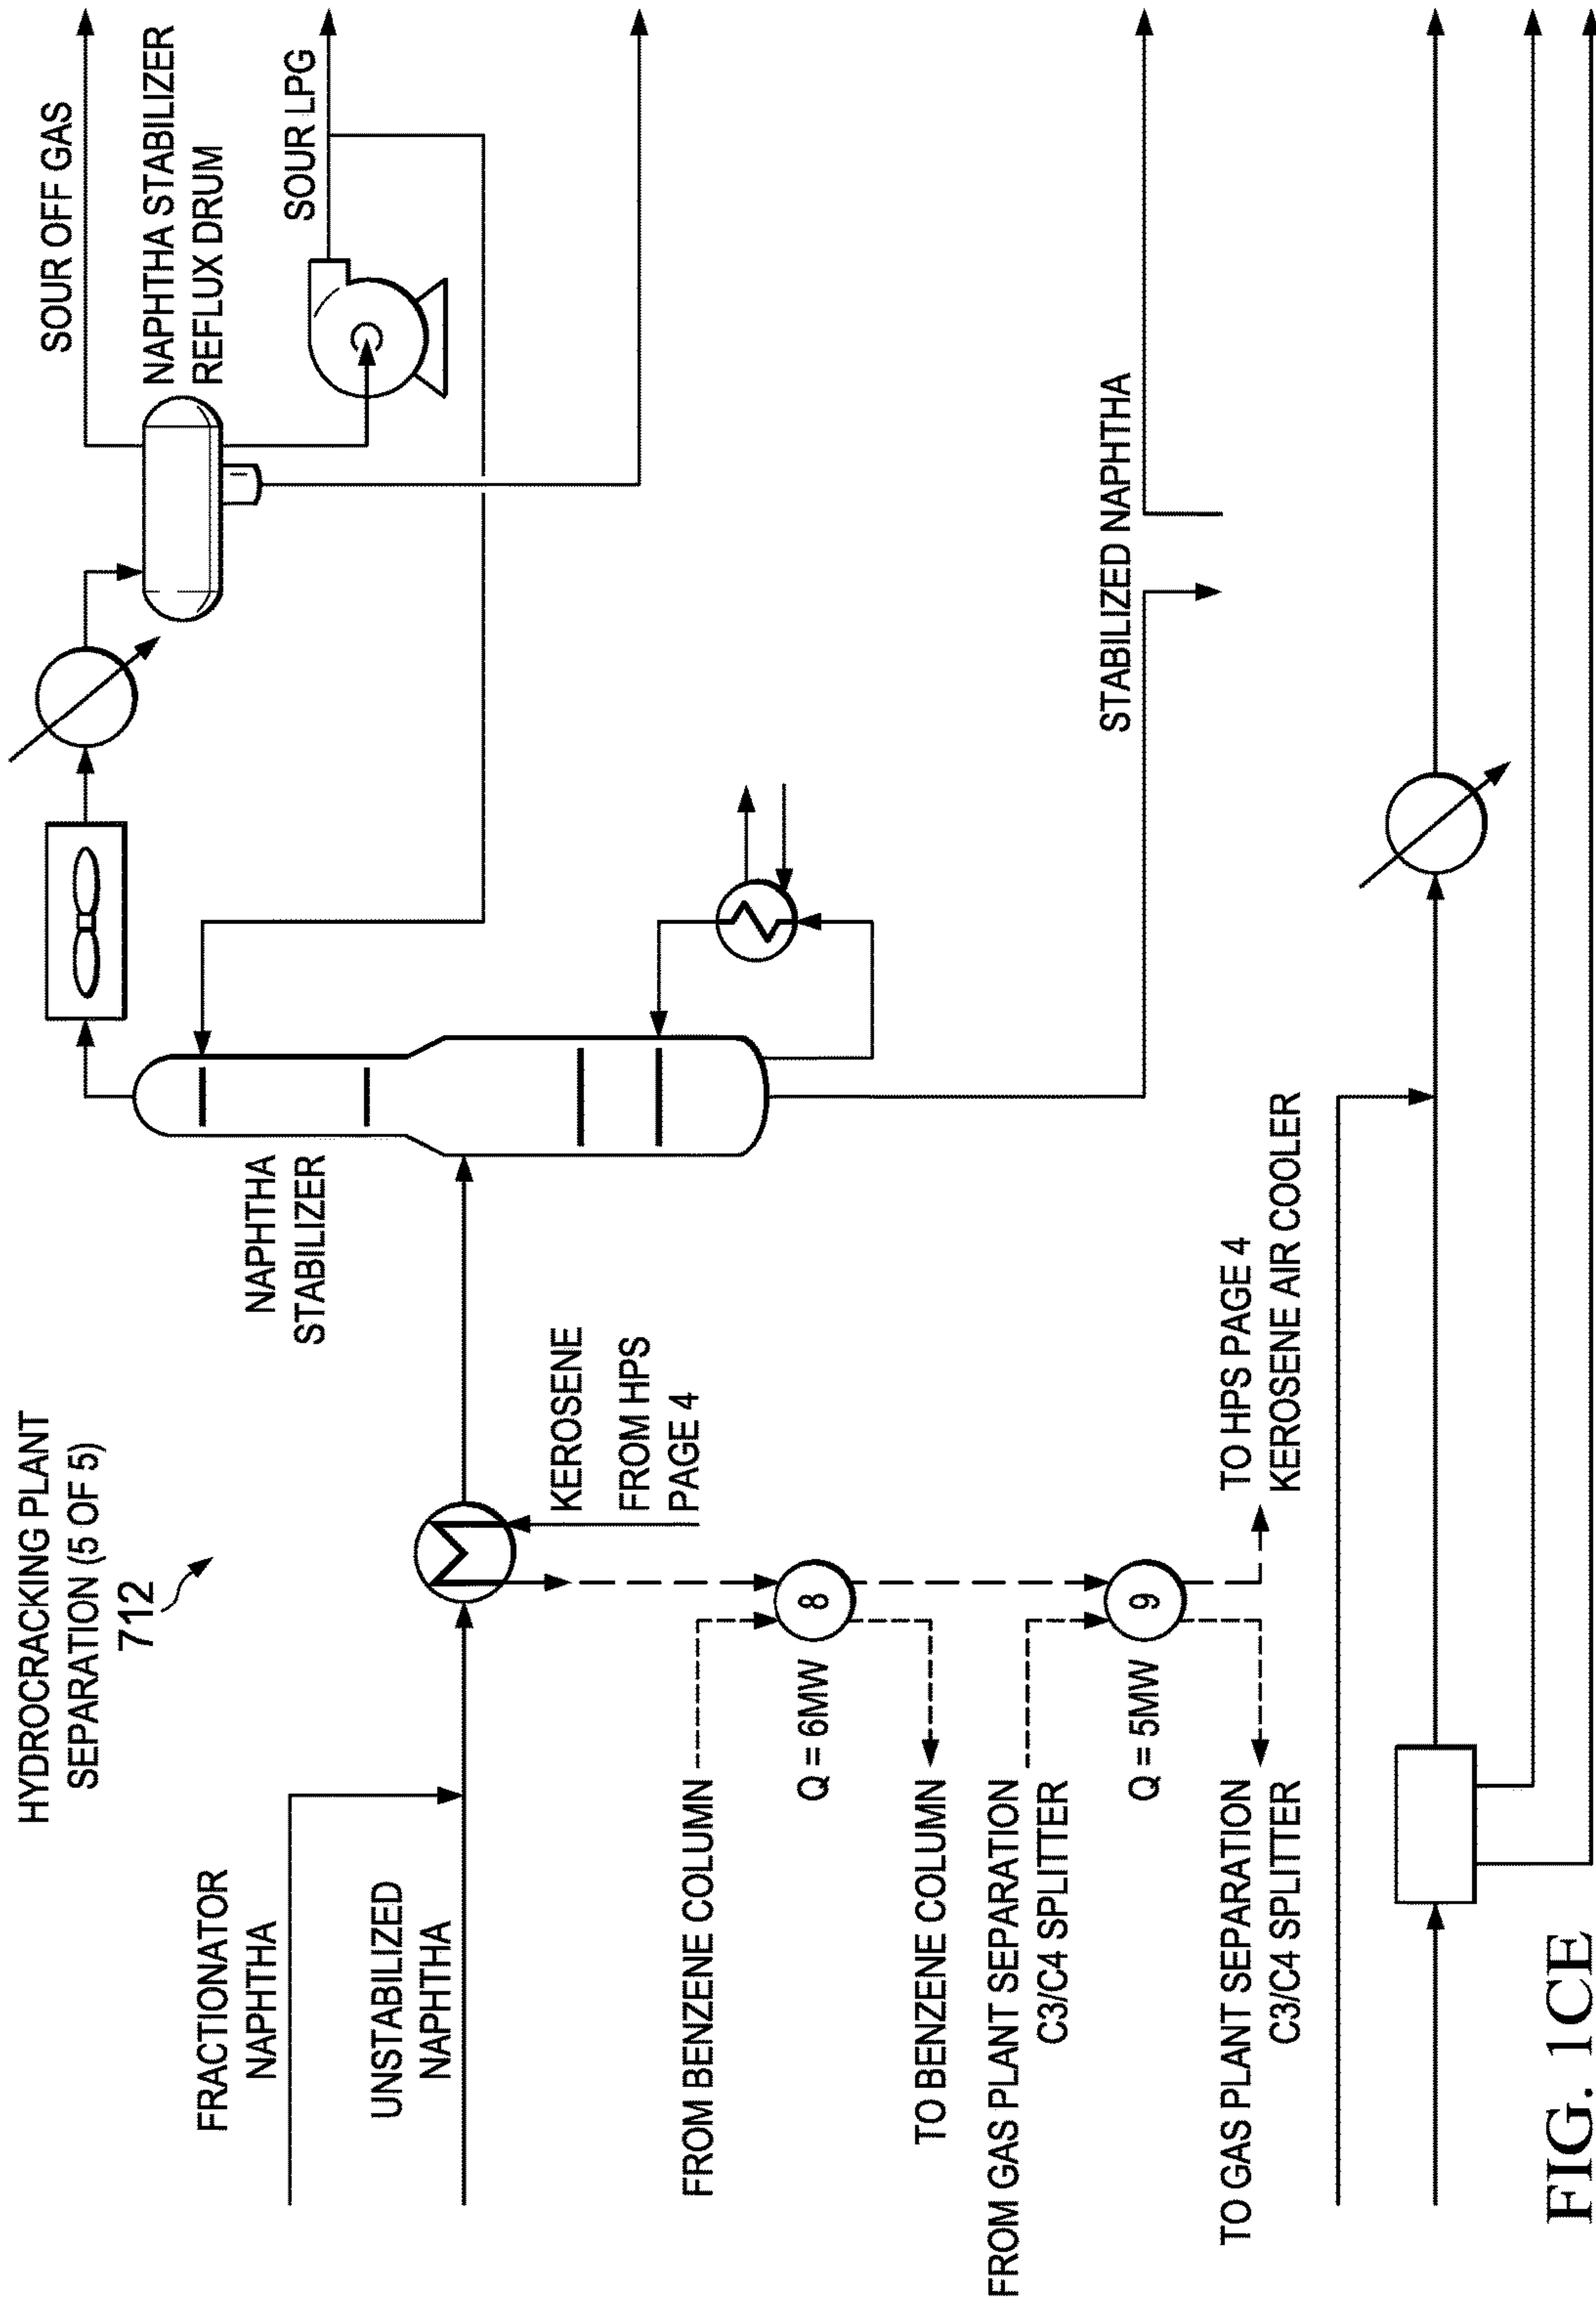 HYDROCRACKING PLANT
SEPARATION (5 OF 5)
712
SOUR OFF GAS
NAPHTHA STABILIZER
REFLUX DRUM
SOUR LPG
NAPHTHA
STABILIZER
FRACTIONATOR
NAPHTHA
UNSTABILIZED
NAPHTHA
KEROSENE
FROM HPS
PAGE 4
FROM BENZENE COLUMN
8
Q = 6MW
TO BENZENE COLUMN
FROM GAS PLANT SEPARATION
C3/C4 SPLITTER
9
Q = 5MW
TO GAS PLANT SEPARATION
C3/C4 SPLITTER
TO HPS PAGE 4
KEROSENE AIR COOLER
STABILIZED NAPHTHA
FIG. 1CE